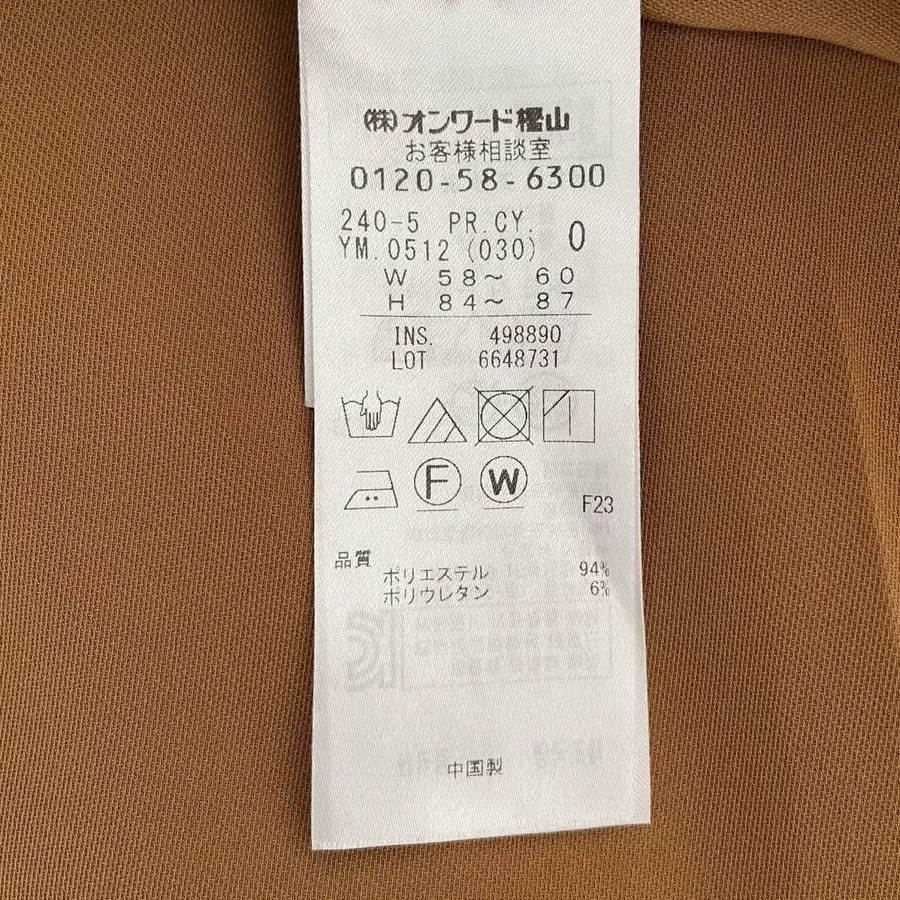 (株)オンワード樫山
お客様相談室
0120-58-6300
240-5 PR.CY.
YM.0512 (030) 0
W 58～ 60
H 84～ 87
INS. 498890
LOT 6648731
F W
F23
品質
ポリエステル 94%
ポリウレタン 6%
中国製